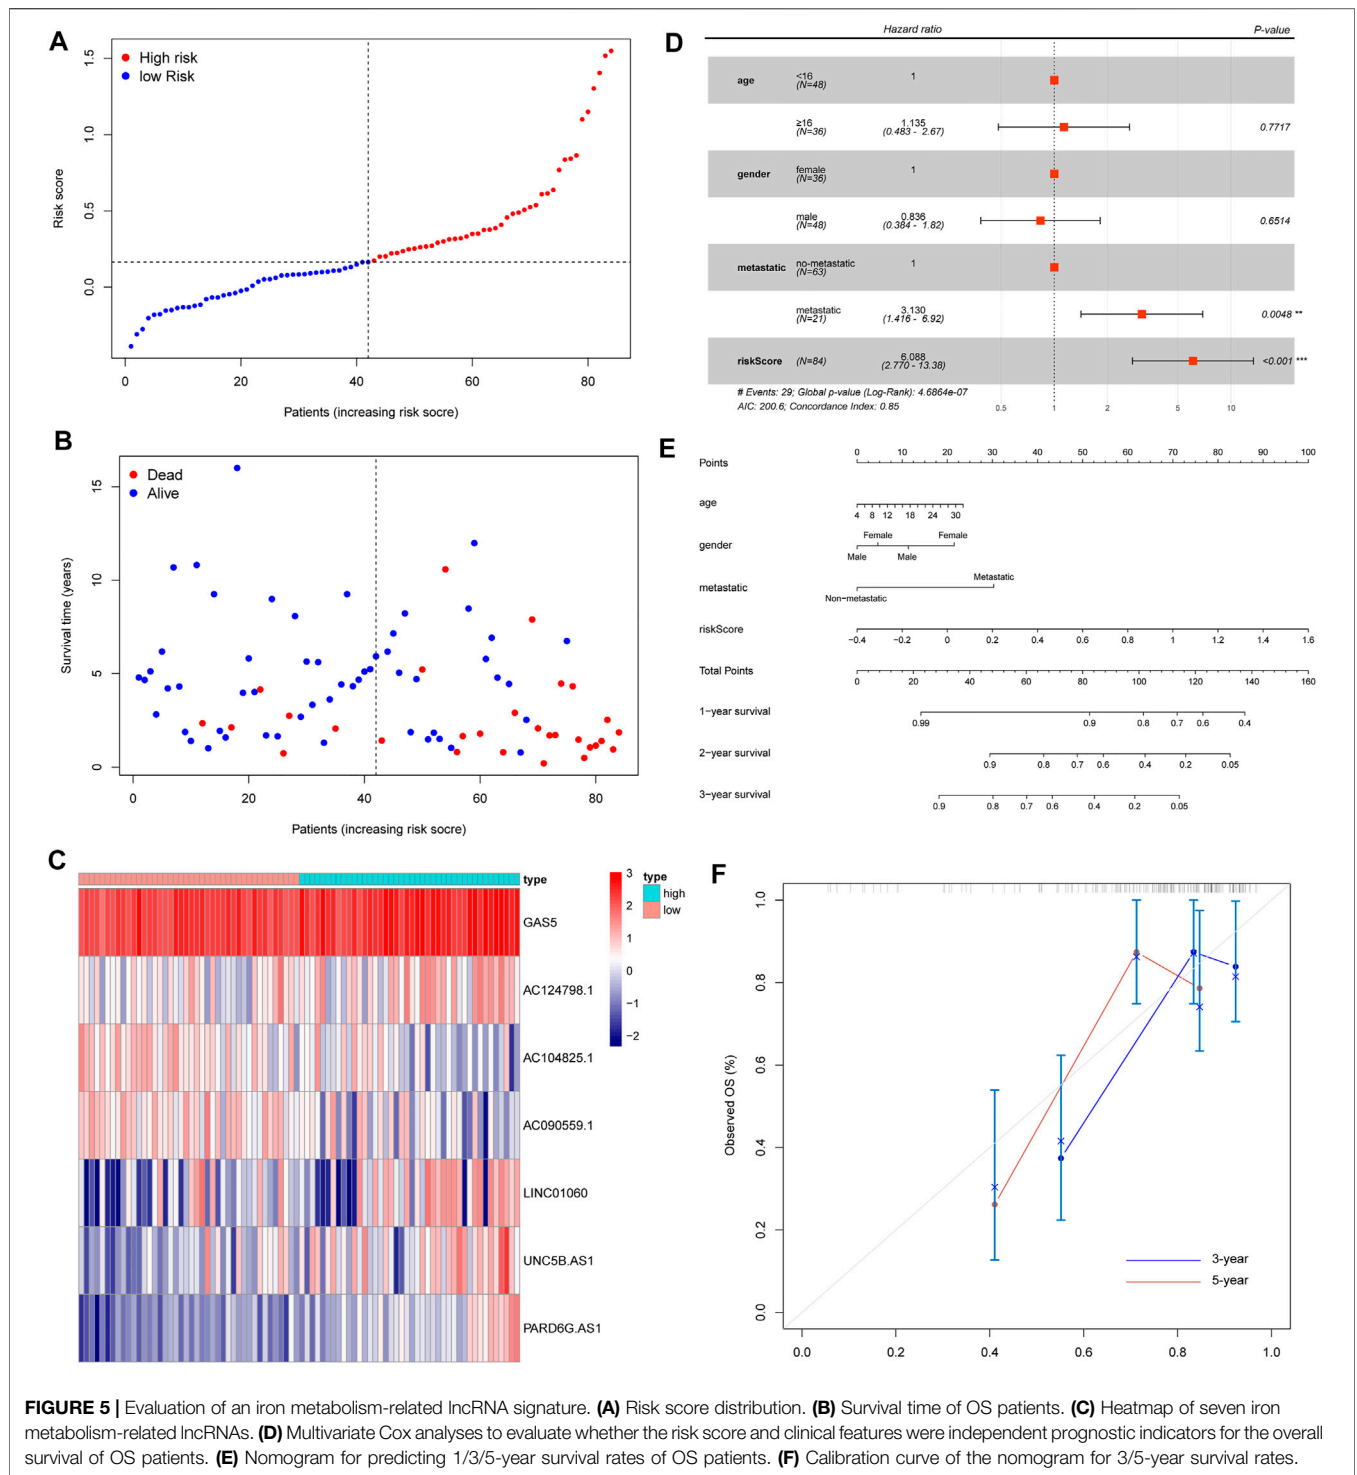 A
High risk
low Risk
Risk score
0.0 0.5 1.0 1.5
0 20 40 60 80
Patients (increasing risk socre)
B
Dead
Alive
Survival time (years)
0 5 10 15
0 20 40 60 80
Patients (increasing risk socre)
C
type
GAS5
AC124798.1
AC104825.1
AC090559.1
LINC01060
UNC5B.AS1
PARD6G.AS1
3
2
1
0
−1
−2
type
high
low
D
Hazard ratio P-value
age <16 (N=48) 1
≥16 (N=36) 1.135 (0.483 - 2.67) 0.7717
gender female (N=36) 1
male (N=48) 0.836 (0.384 - 1.82) 0.6514
metastatic no-metastatic (N=63) 1
metastatic (N=21) 3.130 (1.416 - 6.92) 0.0048 **
riskScore (N=84) 6.088 (2.770 - 13.38) <0.001 ***
# Events: 29; Global p-value (Log-Rank): 4.6864e-07
AIC: 200.6; Concordance Index: 0.85
0.5 1 2 5 10
E
Points 0 10 20 30 40 50 60 70 80 90 100
age
4 8 12 18 24 30
gender
Female Female
Male Male
metastatic
Metastatic
Non−metastatic
riskScore
−0.4 −0.2 0 0.2 0.4 0.6 0.8 1 1.2 1.4 1.6
Total Points
0 20 40 60 80 100 120 140 160
1−year survival
0.99 0.9 0.8 0.7 0.6 0.4
2−year survival
0.9 0.8 0.7 0.6 0.4 0.2 0.05
3−year survival
0.9 0.8 0.7 0.6 0.4 0.2 0.05
F
Observed OS (%)
0.0 0.2 0.4 0.6 0.8 1.0
3-year
5-year
0.0 0.2 0.4 0.6 0.8 1.0
FIGURE 5 | Evaluation of an iron metabolism-related lncRNA signature. (A) Risk score distribution. (B) Survival time of OS patients. (C) Heatmap of seven iron
metabolism-related lncRNAs. (D) Multivariate Cox analyses to evaluate whether the risk score and clinical features were independent prognostic indicators for the overall
survival of OS patients. (E) Nomogram for predicting 1/3/5-year survival rates of OS patients. (F) Calibration curve of the nomogram for 3/5-year survival rates.